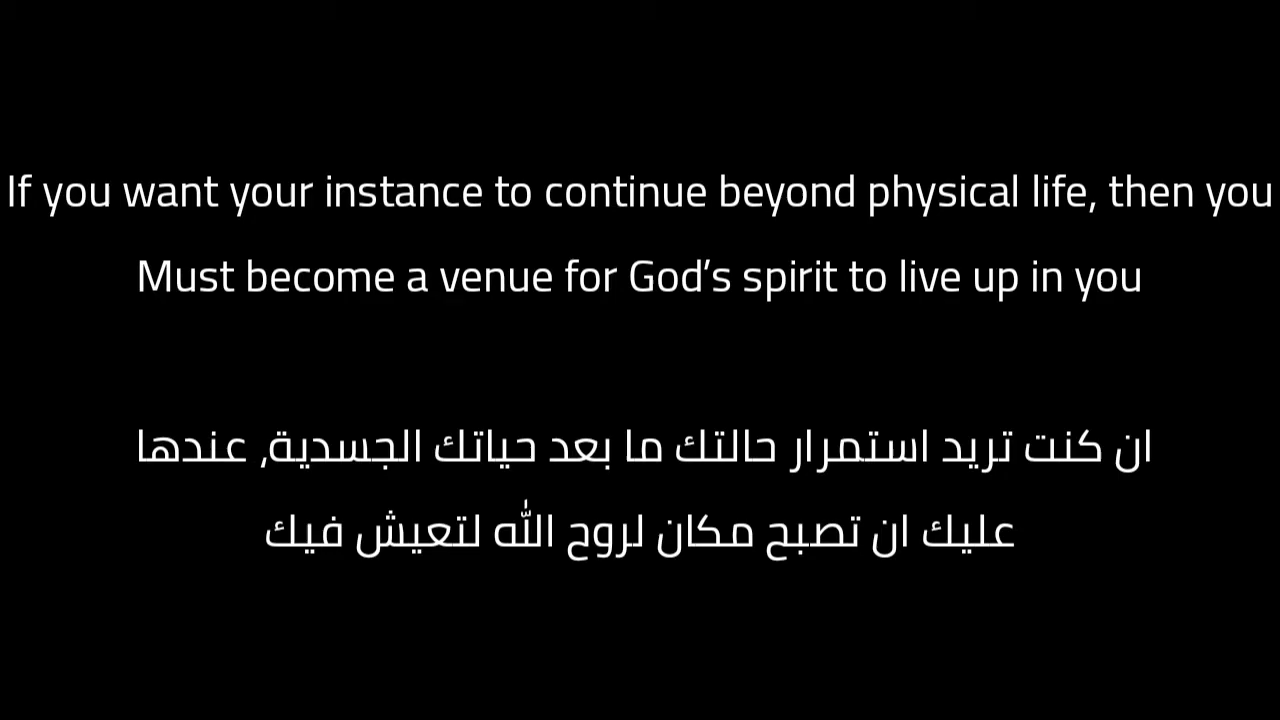 If you want your instance to continue beyond physical life, then you
Must become a venue for God’s spirit to live up in you
ان كنت تريد استمرار حالتك ما بعد حياتك الجسدية, عندها
عليك ان تصبح مكان لروح الله لتعيش فيك